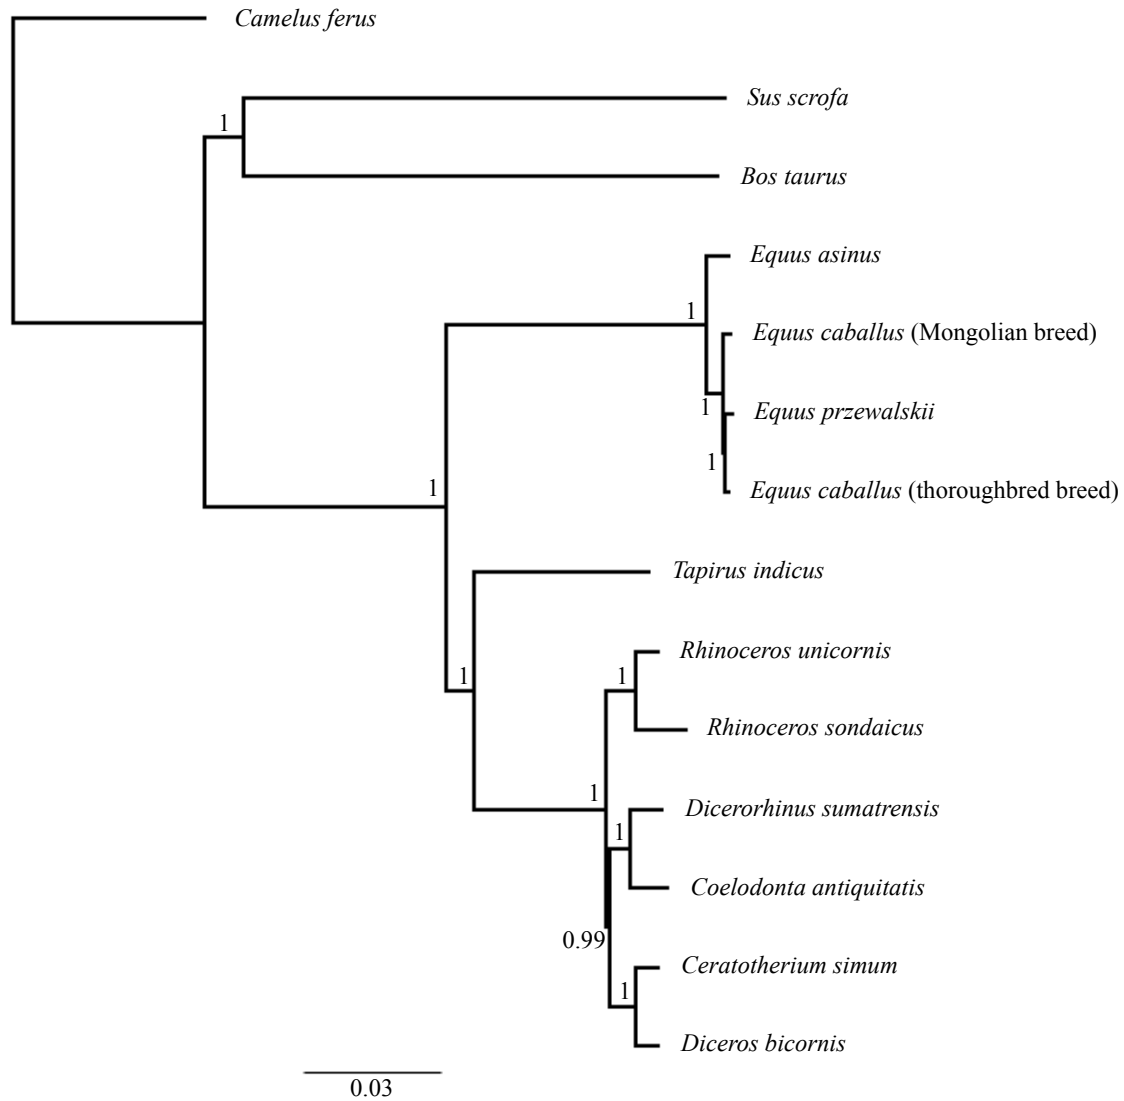 Camelus ferus
Sus scrofa
1
Bos taurus
Equus asinus
1
Equus caballus (Mongolian breed)
1
Equus przewalskii
1
Equus caballus (thoroughbred breed)
1
Tapirus indicus
1
Rhinoceros unicornis
1
Rhinoceros sondaicus
1
Dicerorhinus sumatrensis
1
Coelodonta antiquitatis
0.99
Ceratotherium simum
1
Diceros bicornis
0.03